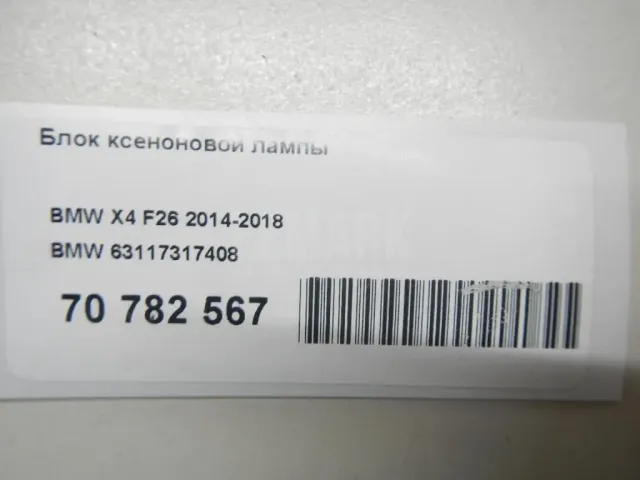 Блок ксеноновой лампы
BMW X4 F26 2014-2018
BMW 63117317408
70 782 567